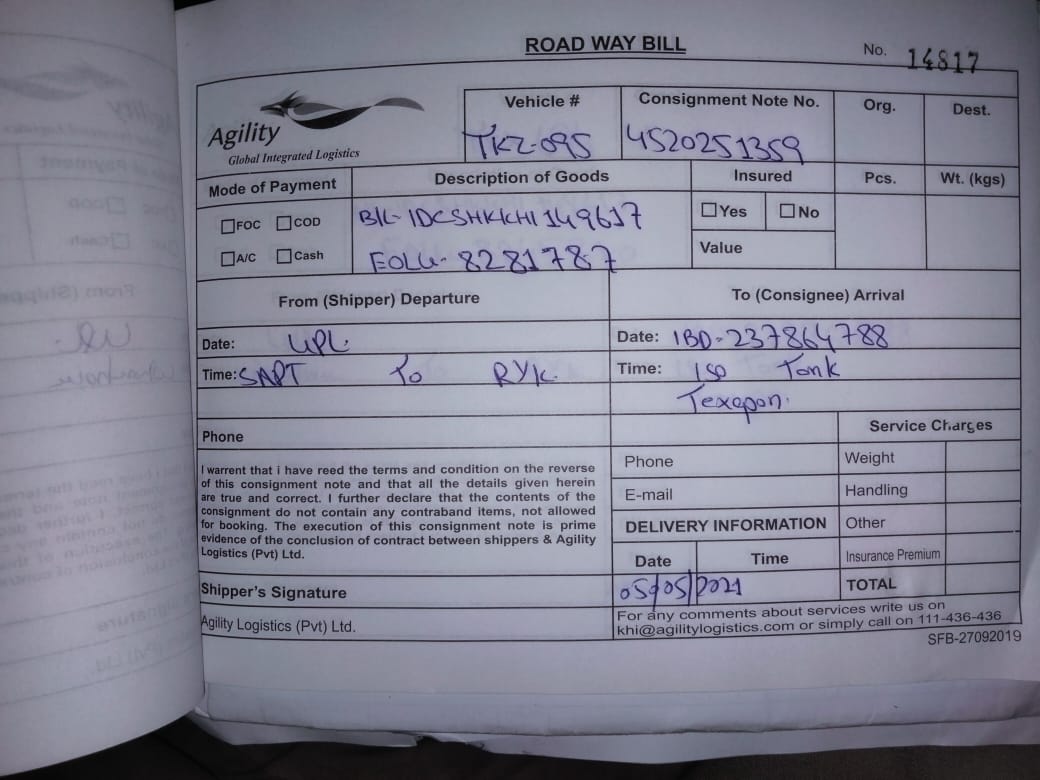 ROAD WAY BILL
No. 14817
Agility
Global Integrated Logistics
Vehicle #
TKZ-095
Consignment Note No.
4520251359
Org.
Dest.
Mode of Payment
FOC COD
A/C Cash
Description of Goods
B/L- IDCSHKKHI149617
EOLU- 8281787
Insured
Yes No
Value
Pcs.
Wt. (kgs)
From (Shipper) Departure
Date: UPL
Time: SAPT To RYK.
Phone
To (Consignee) Arrival
Date: IBD-237864788
Time: ISO Tank
Texapon.
I warrent that i have reed the terms and condition on the reverse
of this consignment note and that all the details given herein
are true and correct. I further declare that the contents of the
consignment do not contain any contraband items, not allowed
for booking. The execution of this consignment note is prime
evidence of the conclusion of contract between shippers & Agility
Logistics (Pvt) Ltd.
Shipper's Signature
Agility Logistics (Pvt) Ltd.
Phone
E-mail
DELIVERY INFORMATION
Date Time
05/05/2021
Service Charges
Weight
Handling
Other
Insurance Premium
TOTAL
For any comments about services write us on
khi@agilitylogistics.com or simply call on 111-436-436
SFB-27092019